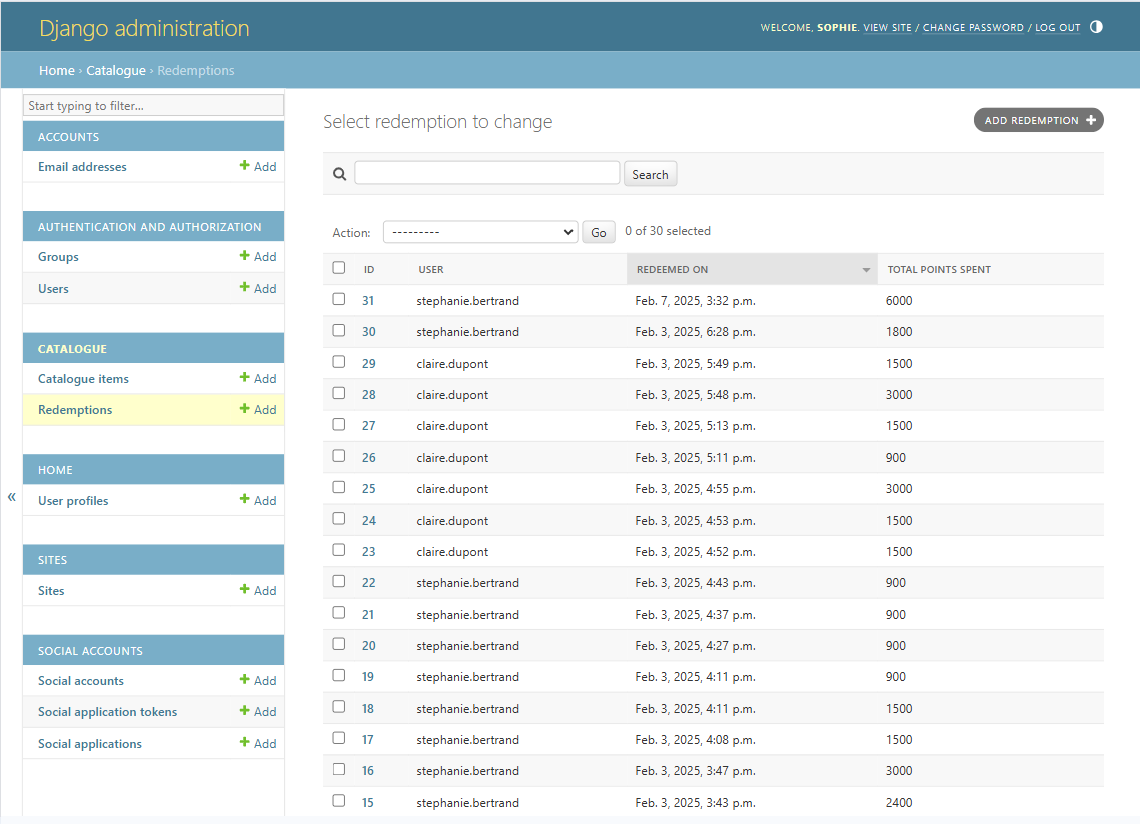 Django administration
WELCOME, SOPHIE. VIEW SITE / CHANGE PASSWORD / LOG OUT
Home › Catalogue › Redemptions
Start typing to filter...
ACCOUNTS
Email addresses + Add
AUTHENTICATION AND AUTHORIZATION
Groups + Add
Users + Add
CATALOGUE
Catalogue items + Add
Redemptions + Add
HOME
User profiles + Add
SITES
Sites + Add
SOCIAL ACCOUNTS
Social accounts + Add
Social application tokens + Add
Social applications + Add
«
Select redemption to change
ADD REDEMPTION +
Search
Action: --------- Go 0 of 30 selected
ID USER REDEEMED ON TOTAL POINTS SPENT
31 stephanie.bertrand Feb. 7, 2025, 3:32 p.m. 6000
30 stephanie.bertrand Feb. 3, 2025, 6:28 p.m. 1800
29 claire.dupont Feb. 3, 2025, 5:49 p.m. 1500
28 claire.dupont Feb. 3, 2025, 5:48 p.m. 3000
27 claire.dupont Feb. 3, 2025, 5:13 p.m. 1500
26 claire.dupont Feb. 3, 2025, 5:11 p.m. 900
25 claire.dupont Feb. 3, 2025, 4:55 p.m. 3000
24 claire.dupont Feb. 3, 2025, 4:53 p.m. 1500
23 claire.dupont Feb. 3, 2025, 4:52 p.m. 1500
22 stephanie.bertrand Feb. 3, 2025, 4:43 p.m. 900
21 stephanie.bertrand Feb. 3, 2025, 4:37 p.m. 900
20 stephanie.bertrand Feb. 3, 2025, 4:27 p.m. 900
19 stephanie.bertrand Feb. 3, 2025, 4:11 p.m. 900
18 stephanie.bertrand Feb. 3, 2025, 4:11 p.m. 1500
17 stephanie.bertrand Feb. 3, 2025, 4:08 p.m. 1500
16 stephanie.bertrand Feb. 3, 2025, 3:47 p.m. 3000
15 stephanie.bertrand Feb. 3, 2025, 3:43 p.m. 2400